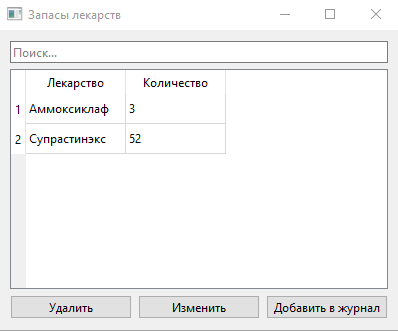 Запасы лекарств
Поиск...
Лекарство Количество
1 Аммоксиклаф 3
2 Супрастинэкс 52
Удалить Изменить Добавить в журнал